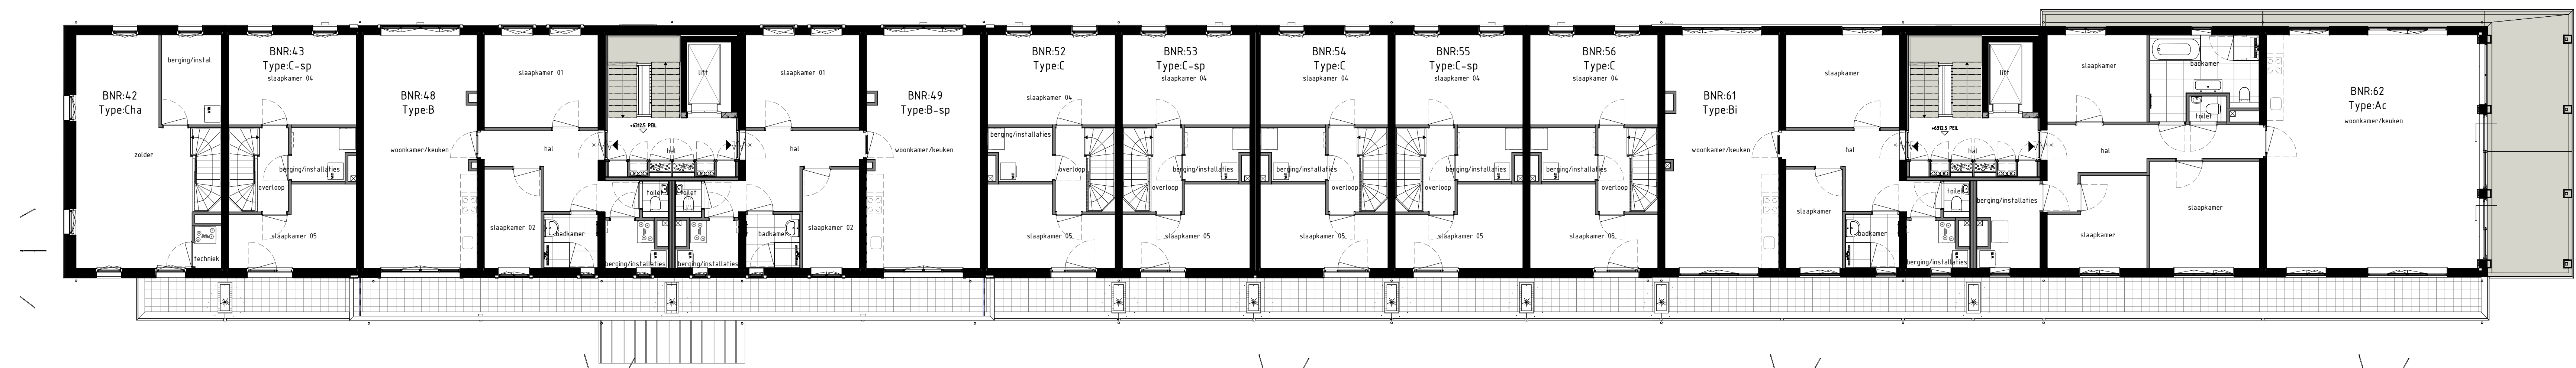 BNR:42
Type:Cha
berging/instal.
zolder
techniek
BNR:43
Type:C-sp
slaapkamer 04
berging/installaties
overloop
slaapkamer 05
BNR:48
Type:B
woonkamer/keuken
slaapkamer 01
hal
slaapkamer 02
badkamer
toilet
berging/installaties
lift
+6312.5 PEIL
hal
toilet
berging/installaties
slaapkamer 01
hal
badkamer
slaapkamer 02
BNR:49
Type:B-sp
woonkamer/keuken
BNR:52
Type:C
slaapkamer 04
berging/installaties
overloop
slaapkamer 05
BNR:53
Type:C-sp
slaapkamer 04
berging/installaties
overloop
slaapkamer 05
BNR:54
Type:C
slaapkamer 04
berging/installaties
overloop
slaapkamer 05
BNR:55
Type:C-sp
slaapkamer 04
berging/installaties
overloop
slaapkamer 05
BNR:56
Type:C
slaapkamer 04
berging/installaties
overloop
slaapkamer 05
BNR:61
Type:Bi
woonkamer/keuken
slaapkamer
hal
slaapkamer
badkamer
toilet
berging/installaties
lift
+6312.5 PEIL
hal
berging/installaties
slaapkamer
badkamer
toilet
hal
slaapkamer
slaapkamer
BNR:62
Type:Ac
woonkamer/keuken